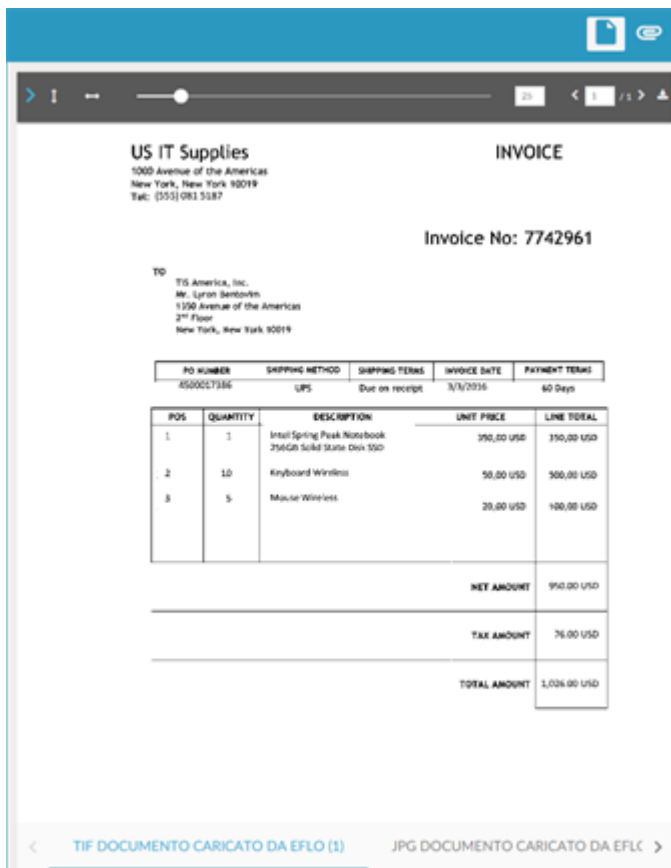 25
1
/1
US IT Supplies
INVOICE
1000 Avenue of the Americas
New York, New York 10019
Tel: (555) 081 5187
Invoice No: 7742961
TO
TIS America, Inc.
Mr. Lyron Bentovim
1350 Avenue of the Americas
2nd Floor
New York, New York 10019
PO NUMBER SHIPPING METHOD SHIPPING TERMS INVOICE DATE PAYMENT TERMS
4500017386 UPS Due on receipt 3/3/2016 60 Days
POS QUANTITY DESCRIPTION UNIT PRICE LINE TOTAL
1 1 Intel Spring Peak Notebook 350,00 USD 350,00 USD
256GB Solid State Disk SSD
2 10 Keyboard Wireless 50,00 USD 500,00 USD
3 5 Mouse Wireless 20,00 USD 100,00 USD
NET AMOUNT 950.00 USD
TAX AMOUNT 76.00 USD
TOTAL AMOUNT 1,026.00 USD
TIF DOCUMENTO CARICATO DA EFLO (1) JPG DOCUMENTO CARICATO DA EFLC